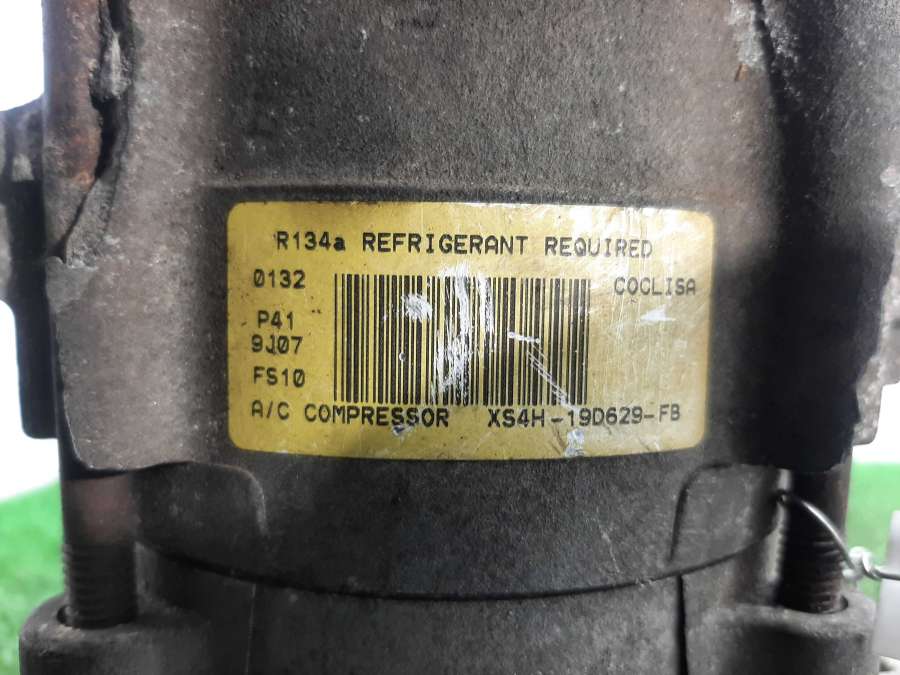 R134a REFRIGERANT REQUIRED
0132
COCLISA
P41
9J07
FS10
A/C COMPRESSOR XS4H-19D629-FB